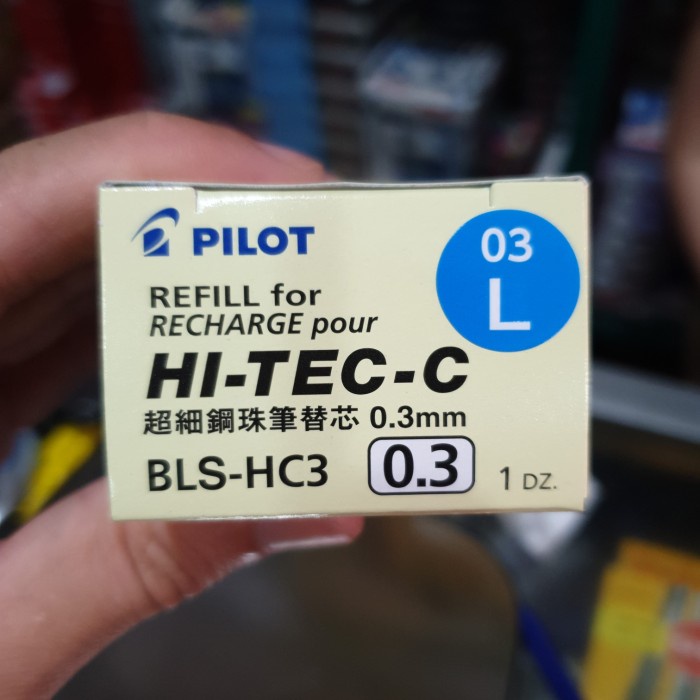 PILOT
03
L
REFILL for
RECHARGE pour
HI-TEC-C
超細鋼珠筆替芯 0.3mm
BLS-HC3 0.3 1 DZ.